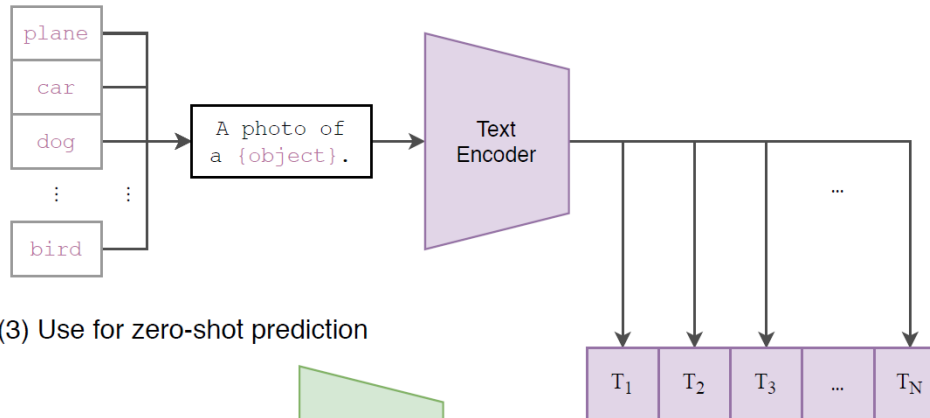 plane
car
dog
⋮ ⋮
bird
A photo of
a {object}.
Text
Encoder
...
(3) Use for zero-shot prediction
T1 T2 T3 ... TN